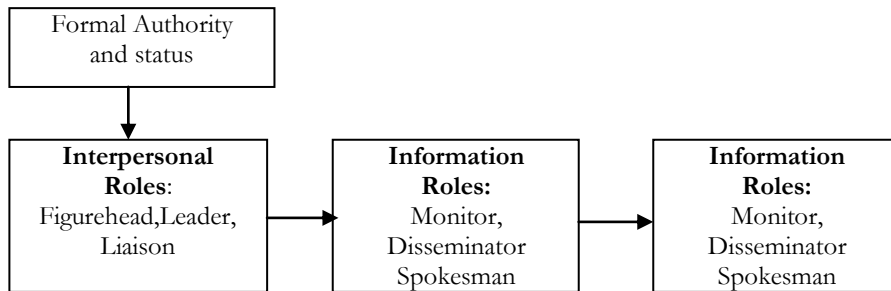 Formal Authority
and status
Interpersonal
Roles:
Figurehead,Leader,
Liaison
Information
Roles:
Monitor,
Disseminator
Spokesman
Information
Roles:
Monitor,
Disseminator
Spokesman